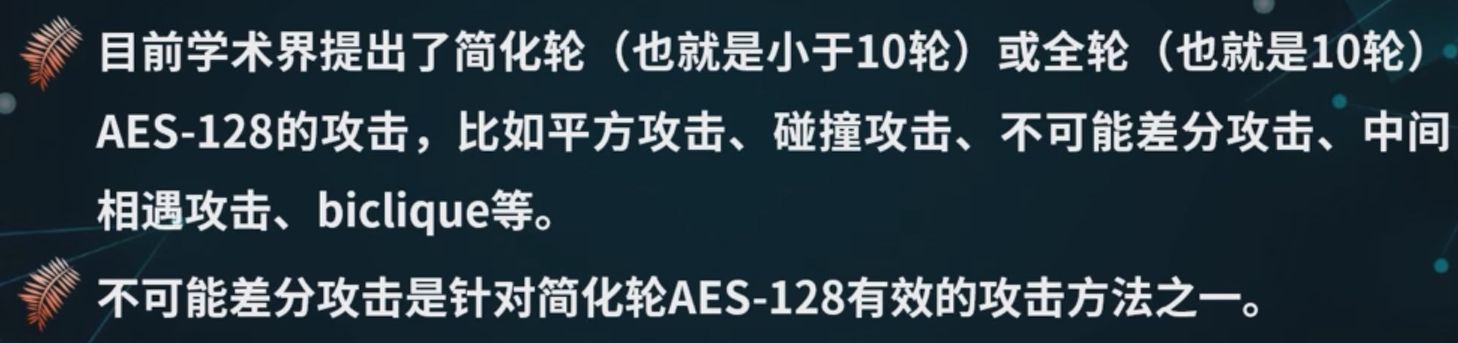 目前学术界提出了简化轮（也就是小于10轮）或全轮（也就是10轮）
AES-128的攻击，比如平方攻击、碰撞攻击、不可能差分攻击、中间
相遇攻击、biclique等。
不可能差分攻击是针对简化轮AES-128有效的攻击方法之一。